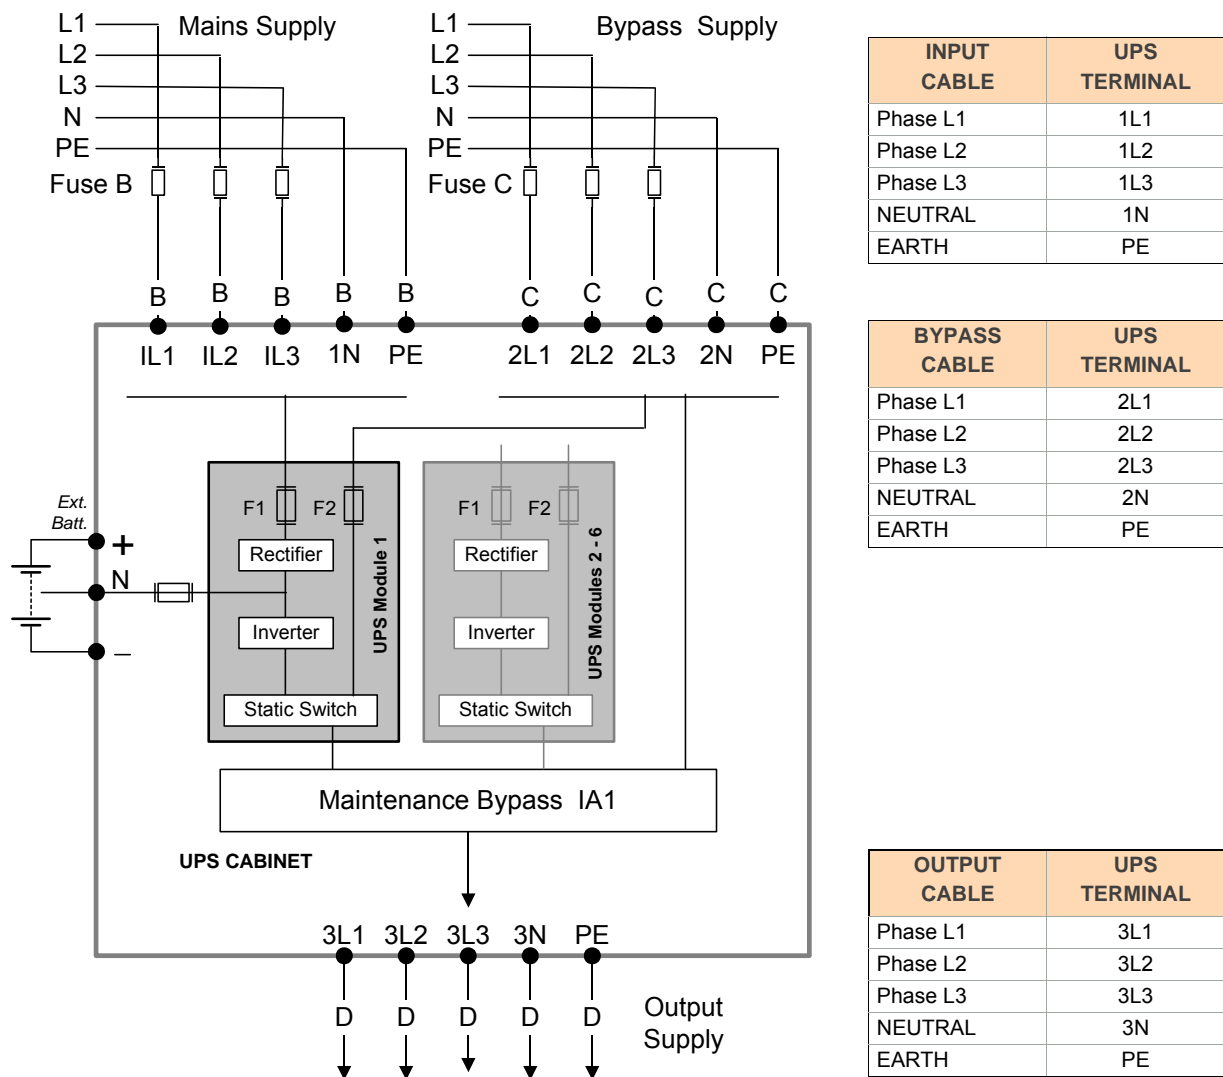 L1
Mains Supply
L2
L3
N
PE
Fuse B
L1
Bypass Supply
L2
L3
N
PE
Fuse C
B B B B B
C C C C C
IL1 IL2 IL3 1N PE
2L1 2L2 2L3 2N PE
Ext.
Batt.
+
N
_
F1 F2
Rectifier
Inverter
Static Switch
UPS Module 1
F1 F2
Rectifier
Inverter
Static Switch
UPS Modules 2 - 6
Maintenance Bypass IA1
UPS CABINET
3L1 3L2 3L3 3N PE
D D D D D
Output
Supply
INPUT CABLE UPS TERMINAL
Phase L1 1L1
Phase L2 1L2
Phase L3 1L3
NEUTRAL 1N
EARTH PE
BYPASS CABLE UPS TERMINAL
Phase L1 2L1
Phase L2 2L2
Phase L3 2L3
NEUTRAL 2N
EARTH PE
OUTPUT CABLE UPS TERMINAL
Phase L1 3L1
Phase L2 3L2
Phase L3 3L3
NEUTRAL 3N
EARTH PE